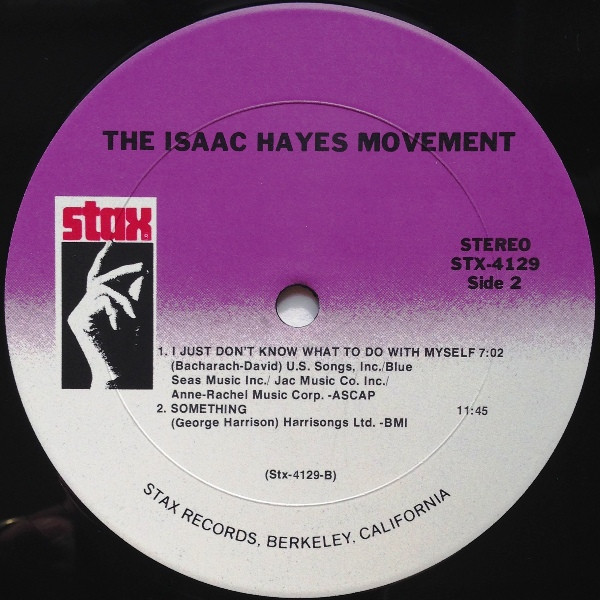 THE ISAAC HAYES MOVEMENT
stax
STEREO
STX-4129
Side 2
1. I JUST DON'T KNOW WHAT TO DO WITH MYSELF 7:02
(Bacharach-David) U.S. Songs, Inc./Blue
Seas Music Inc./ Jac Music Co. Inc./
Anne-Rachel Music Corp. -ASCAP
2. SOMETHING 11:45
(George Harrison) Harrisongs Ltd. -BMI
(Stx-4129-B)
STAX RECORDS, BERKELEY, CALIFORNIA